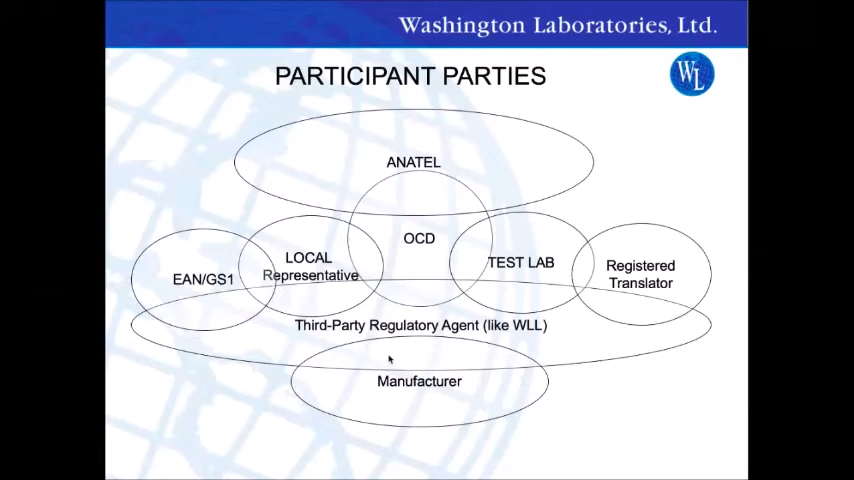 Washington Laboratories, Ltd.
PARTICIPANT PARTIES
WL
ANATEL
OCD
LOCAL
Representative
EAN/GS1
TEST LAB
Registered
Translator
Third-Party Regulatory Agent (like WLL)
Manufacturer